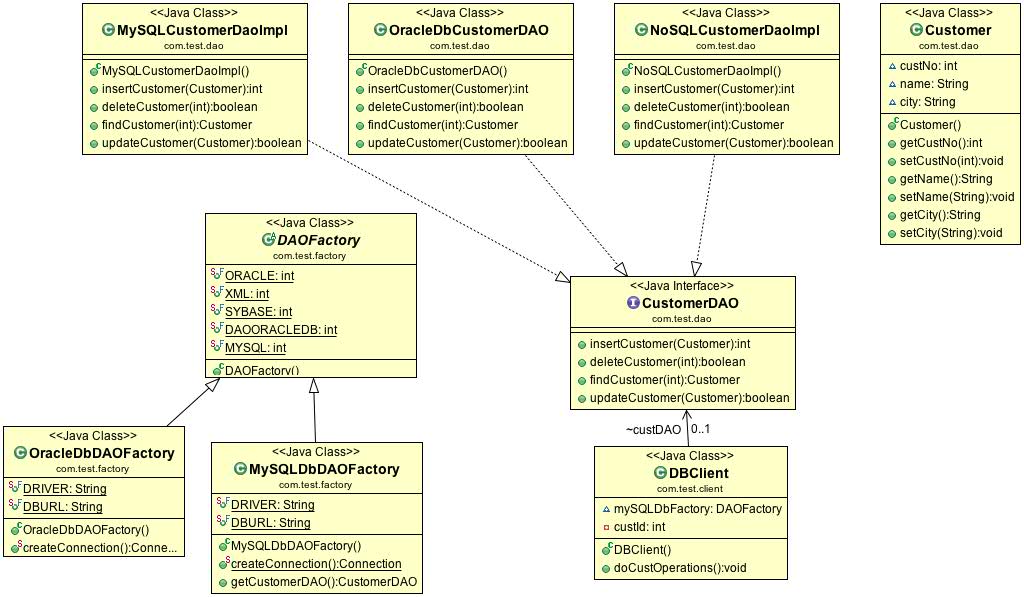 <<Java Class>>
MySQLCustomerDaoImpl
com.test.dao
MySQLCustomerDaoImpl()
insertCustomer(Customer):int
deleteCustomer(int):boolean
findCustomer(int):Customer
updateCustomer(Customer):boolean
<<Java Class>>
OracleDbCustomerDAO
com.test.dao
OracleDbCustomerDAO()
insertCustomer(Customer):int
deleteCustomer(int):boolean
findCustomer(int):Customer
updateCustomer(Customer):boolean
<<Java Class>>
NoSQLCustomerDaoImpl
com.test.dao
NoSQLCustomerDaoImpl()
insertCustomer(Customer):int
deleteCustomer(int):boolean
findCustomer(int):Customer
updateCustomer(Customer):boolean
<<Java Class>>
Customer
com.test.dao
custNo: int
name: String
city: String
Customer()
getCustNo():int
setCustNo(int):void
getName():String
setName(String):void
getCity():String
setCity(String):void
<<Java Class>>
DAOFactory
com.test.factory
ORACLE: int
XML: int
SYBASE: int
DAOORACLEDB: int
MYSQL: int
DAOFactory()
<<Java Interface>>
CustomerDAO
com.test.dao
insertCustomer(Customer):int
deleteCustomer(int):boolean
findCustomer(int):Customer
updateCustomer(Customer):boolean
~custDAO 0..1
<<Java Class>>
OracleDbDAOFactory
com.test.factory
DRIVER: String
DBURL: String
OracleDbDAOFactory()
createConnection():Conne...
<<Java Class>>
MySQLDbDAOFactory
com.test.factory
DRIVER: String
DBURL: String
MySQLDbDAOFactory()
createConnection():Connection
getCustomerDAO():CustomerDAO
<<Java Class>>
DBClient
com.test.client
mySQLDbFactory: DAOFactory
custId: int
DBClient()
doCustOperations():void